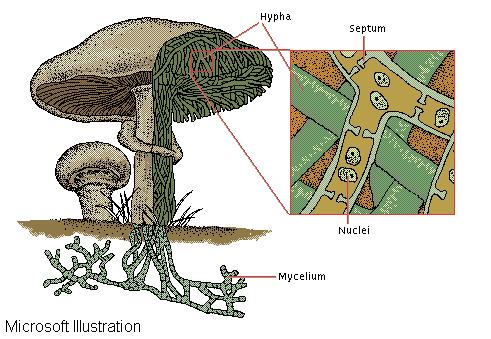 Hypha
Septum
Nuclei
Mycelium
Microsoft Illustration